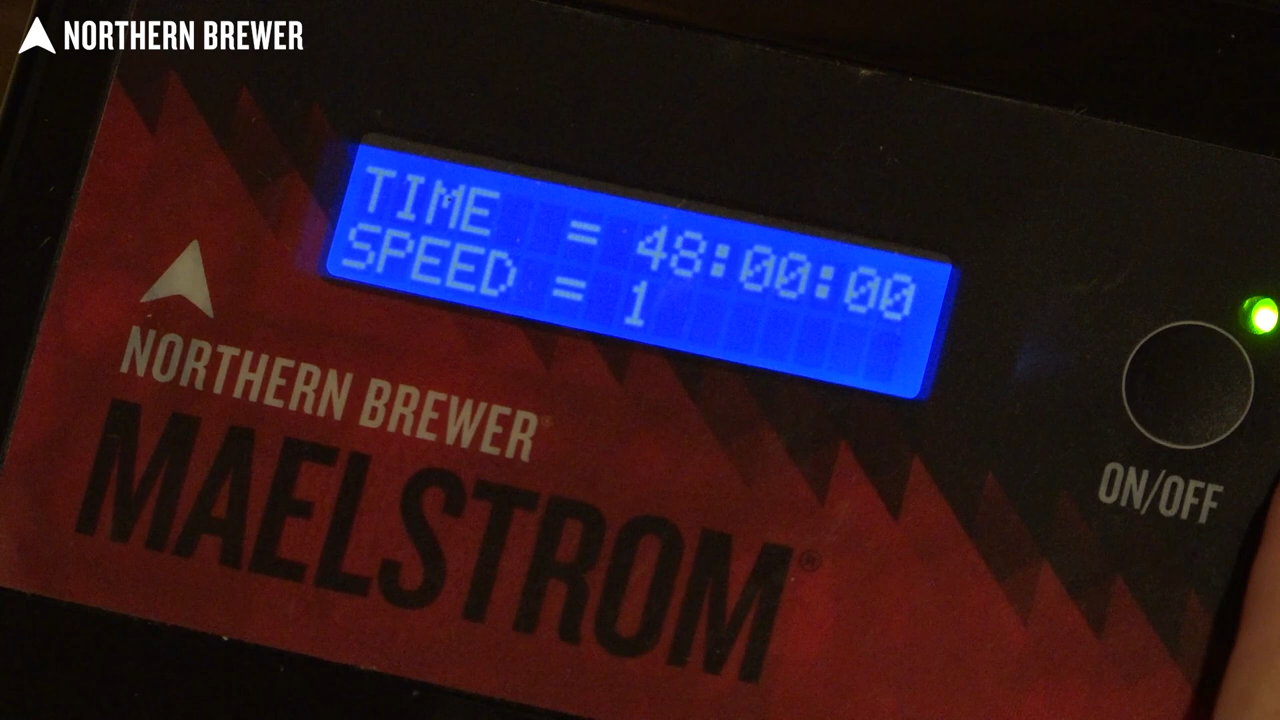 NORTHERN BREWER
TIME = 48:00:00
SPEED = 1
NORTHERN BREWER®
MAELSTROM®
ON/OFF